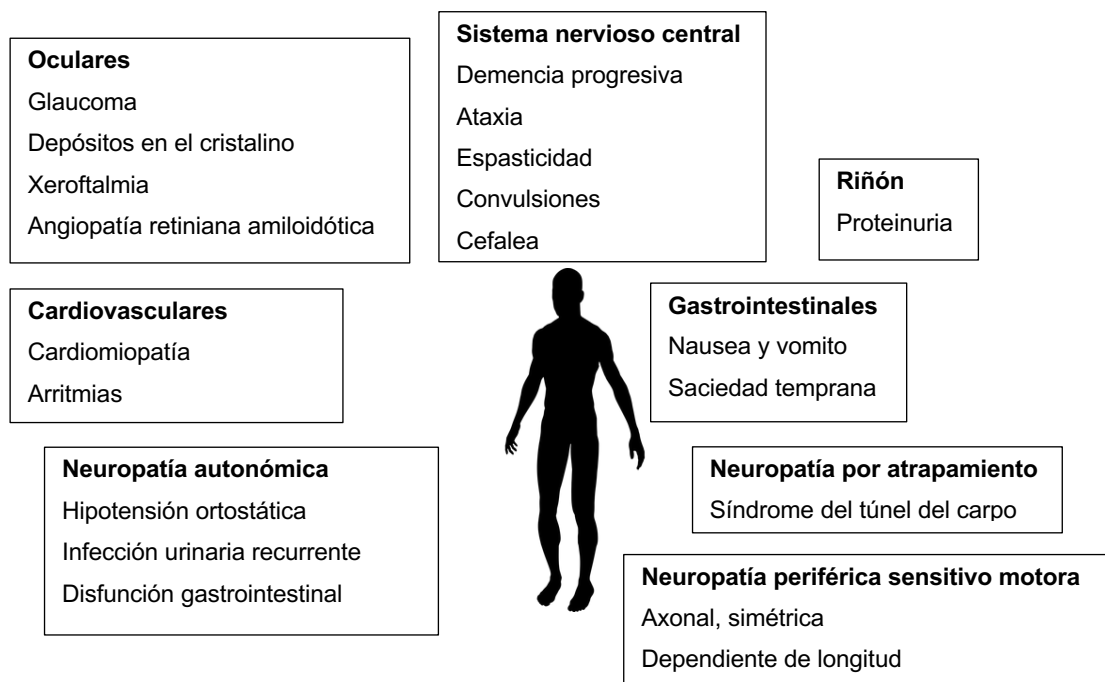 Oculares
Glaucoma
Depósitos en el cristalino
Xeroftalmia
Angiopatía retiniana amiloidótica
Sistema nervioso central
Demencia progresiva
Ataxia
Espasticidad
Convulsiones
Cefalea
Riñón
Proteinuria
Cardiovasculares
Cardiomiopatía
Arritmias
Gastrointestinales
Nausea y vomito
Saciedad temprana
Neuropatía autonómica
Hipotensión ortostática
Infección urinaria recurrente
Disfunción gastrointestinal
Neuropatía por atrapamiento
Síndrome del túnel del carpo
Neuropatía periférica sensitivo motora
Axonal, simétrica
Dependiente de longitud